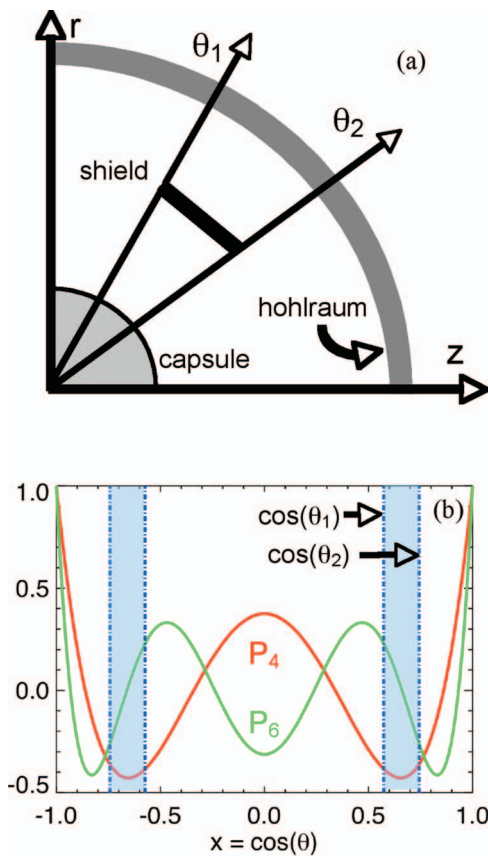 r
θ1
(a)
θ2
shield
hohlraum
z
capsule
1.0
cos(θ1)
(b)
cos(θ2)
0.5
P4
0.0
P6
-0.5
-1.0 -0.5 0.0 0.5 1.0
x = cos(θ)